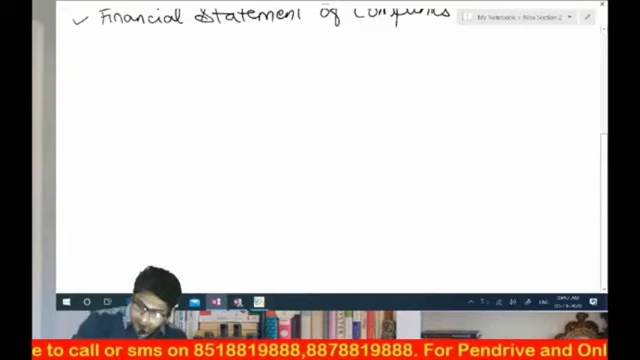 ✓ Financial Statement of
My Notebook > New Section 2
ENG
e to call or sms on 8518819888,8878819888. For Pendrive and Onl